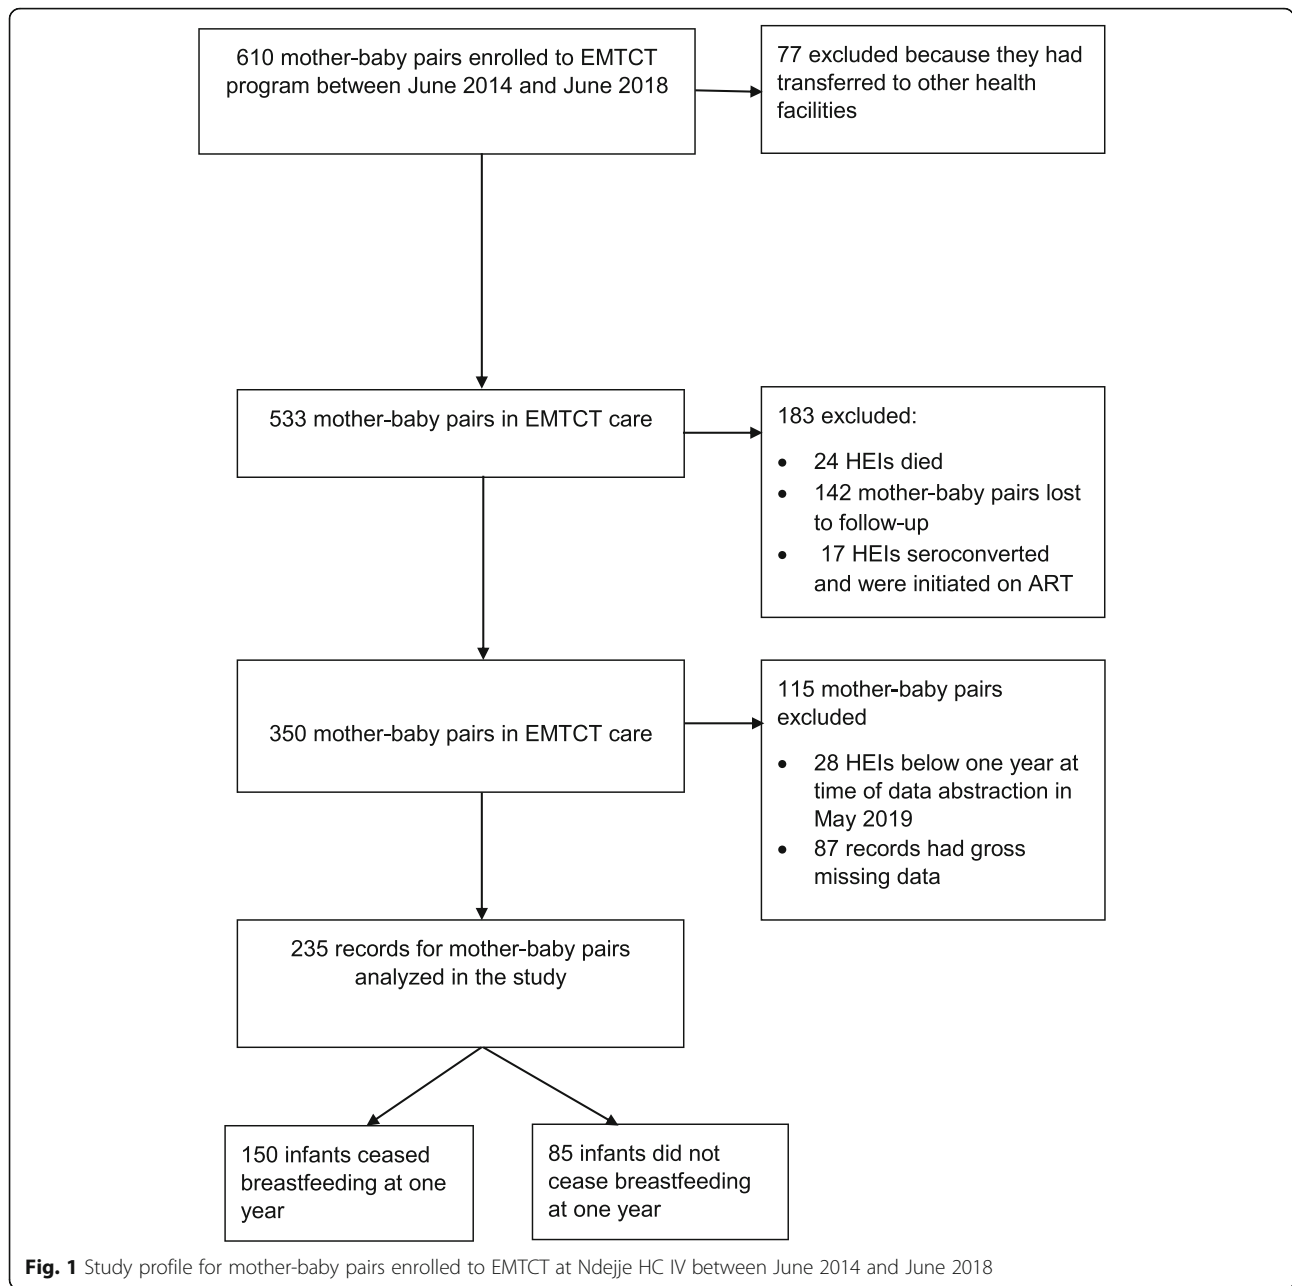 610 mother-baby pairs enrolled to EMTCT
program between June 2014 and June 2018
77 excluded because they had
transferred to other health
facilities
533 mother-baby pairs in EMTCT care
183 excluded:
• 24 HEIs died
• 142 mother-baby pairs lost
to follow-up
• 17 HEIs seroconverted
and were initiated on ART
350 mother-baby pairs in EMTCT care
115 mother-baby pairs
excluded
• 28 HEIs below one year at
time of data abstraction in
May 2019
• 87 records had gross
missing data
235 records for mother-baby pairs
analyzed in the study
150 infants ceased
breastfeeding at one
year
85 infants did not
cease breastfeeding
at one year
Fig. 1 Study profile for mother-baby pairs enrolled to EMTCT at Ndejje HC IV between June 2014 and June 2018